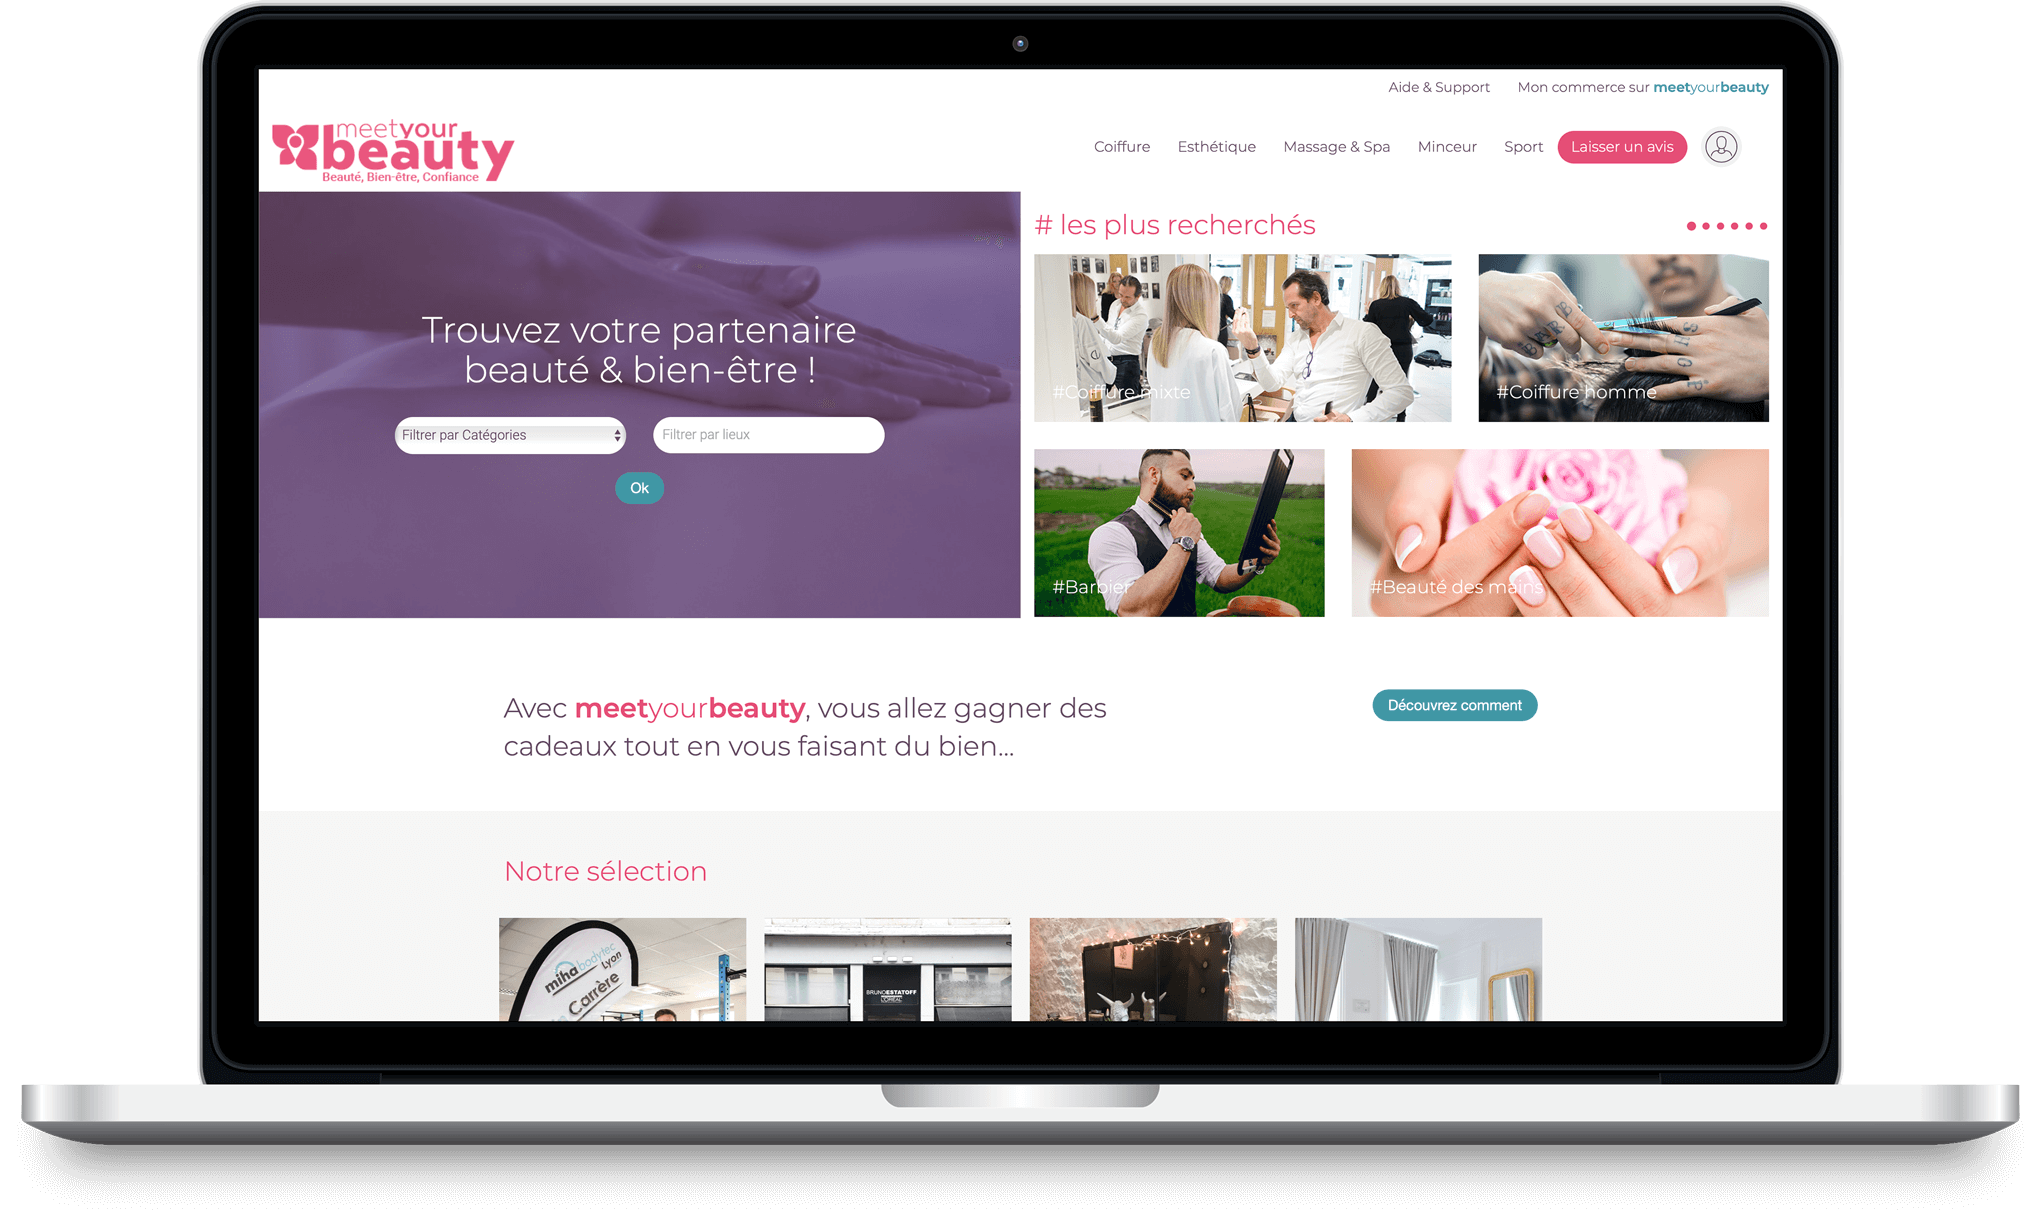 Aide & Support
Mon commerce sur meetyourbeauty
meetyour
beauty
Beauté, Bien-être, Confiance
Coiffure
Esthétique
Massage & Spa
Minceur
Sport
Laisser un avis
Trouvez votre partenaire
beauté & bien-être !
Filtrer par Catégories
Filtrer par lieux
Ok
# les plus recherchés
#Coiffure mixte
#Coiffure homme
#Barbier
#Beauté des mains
Avec meetyourbeauty, vous allez gagner des
cadeaux tout en vous faisant du bien...
Découvrez comment
Notre sélection
miha bodytec
Lyon
Carrère
BRUNOESTATOFF
L'ORÉAL